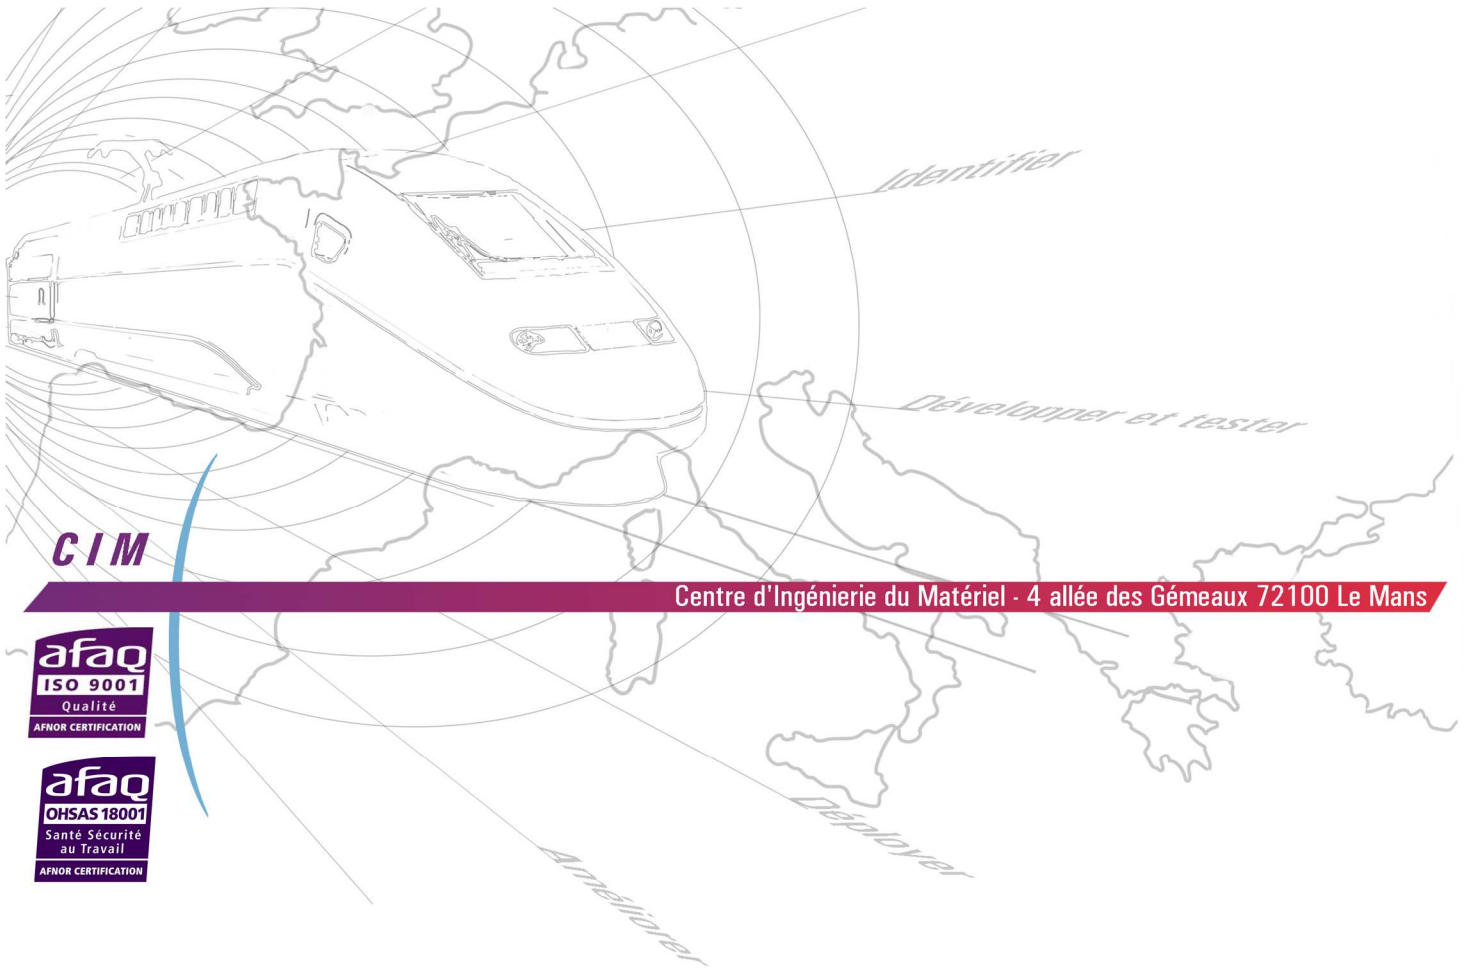 Identifier
Développer et tester
CIM
Centre d'Ingénierie du Matériel - 4 allée des Gémeaux 72100 Le Mans
afaq
ISO 9001
Qualité
AFNOR CERTIFICATION
afaq
OHSAS 18001
Santé Sécurité
au Travail
AFNOR CERTIFICATION
Déployer
Améliorer